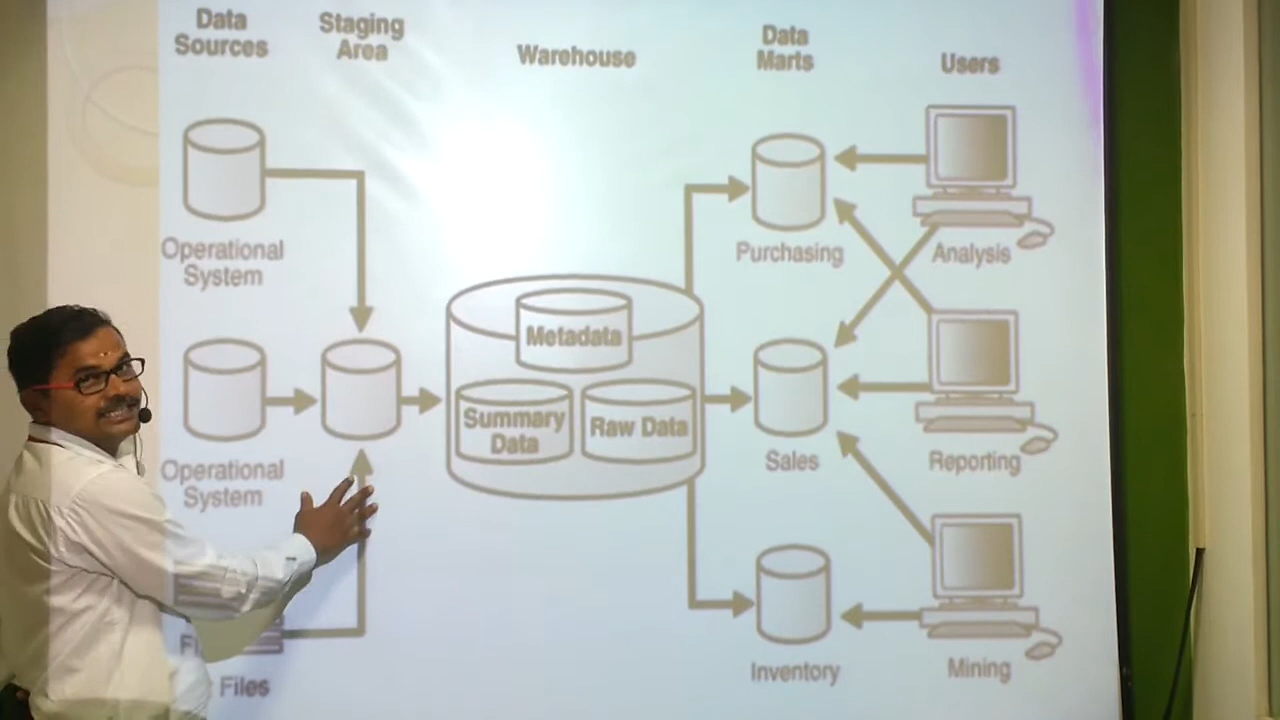 Data
Sources
Staging
Area
Warehouse
Data
Marts
Users
Operational
System
Purchasing
Analysis
Metadata
Summary
Data
Raw Data
Operational
System
Sales
Reporting
Files
Inventory
Mining